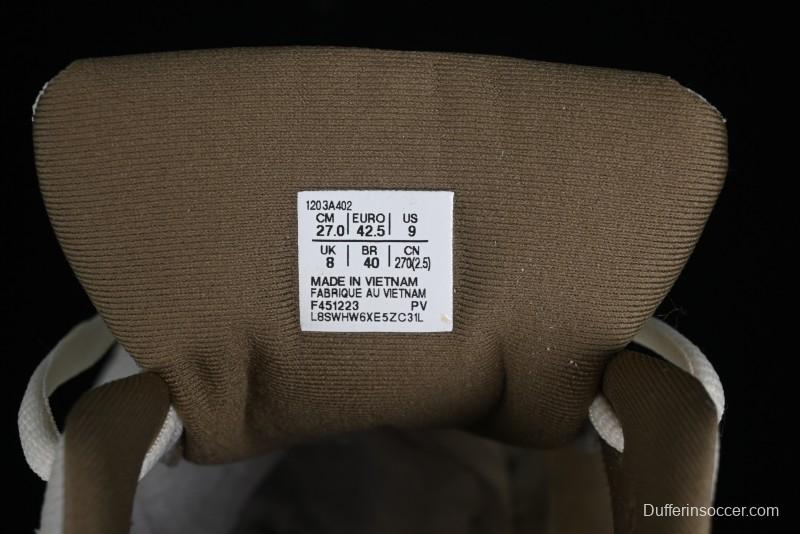 1203A402
CM | EURO | US
27.0 | 42.5 | 9
UK | BR | CN
8 | 40 | 270(2.5)
MADE IN VIETNAM
FABRIQUE AU VIETNAM
F451223 PV
L8SWHW6XE5ZC31L
Dufferinsoccer.com